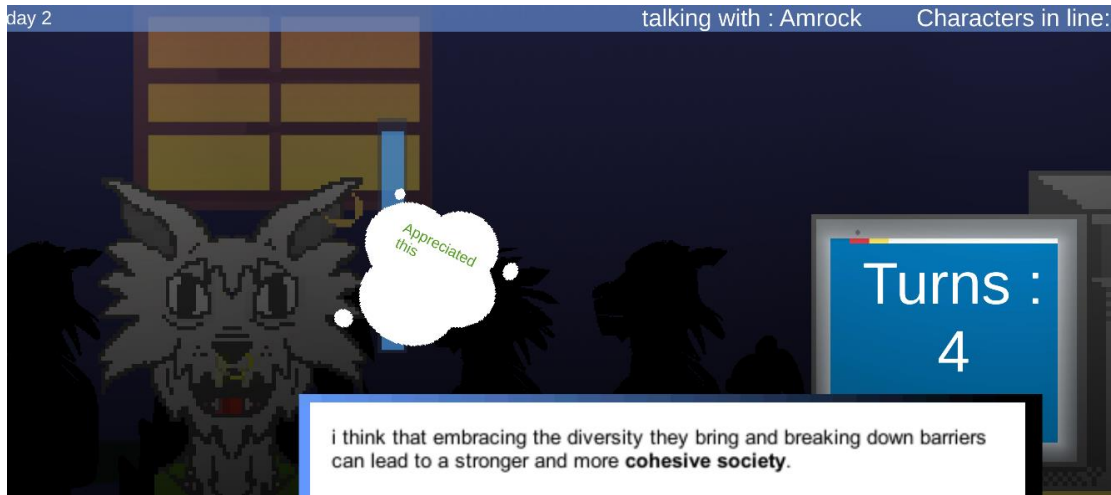 day 2
talking with : Amrock
Characters in line:
Appreciated
this
Turns :
4
i think that embracing the diversity they bring and breaking down barriers
can lead to a stronger and more cohesive society.